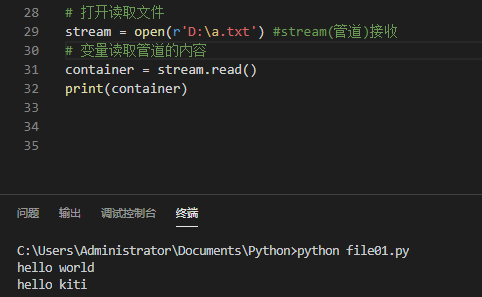 28 # 打开读取文件
29 stream = open(r'D:\a.txt') #stream(管道)接收
30 # 变量读取管道的内容
31 container = stream.read()
32 print(container)
33
34
35
问题 输出 调试控制台 终端
C:\Users\Administrator\Documents\Python>python file01.py
hello world
hello kiti